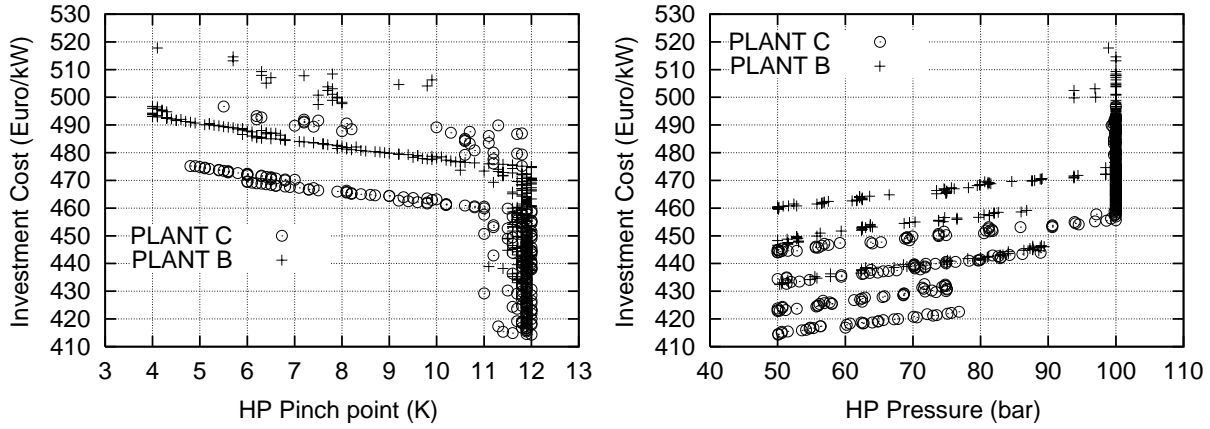 Investment Cost (Euro/kW)
530
520
510
500
490
480
470
460
450
440
430
420
410
PLANT C
PLANT B
3 4 5 6 7 8 9 10 11 12 13
HP Pinch point (K)
Investment Cost (Euro/kW)
530
520
510
500
490
480
470
460
450
440
430
420
410
PLANT C
PLANT B
40 50 60 70 80 90 100 110
HP Pressure (bar)